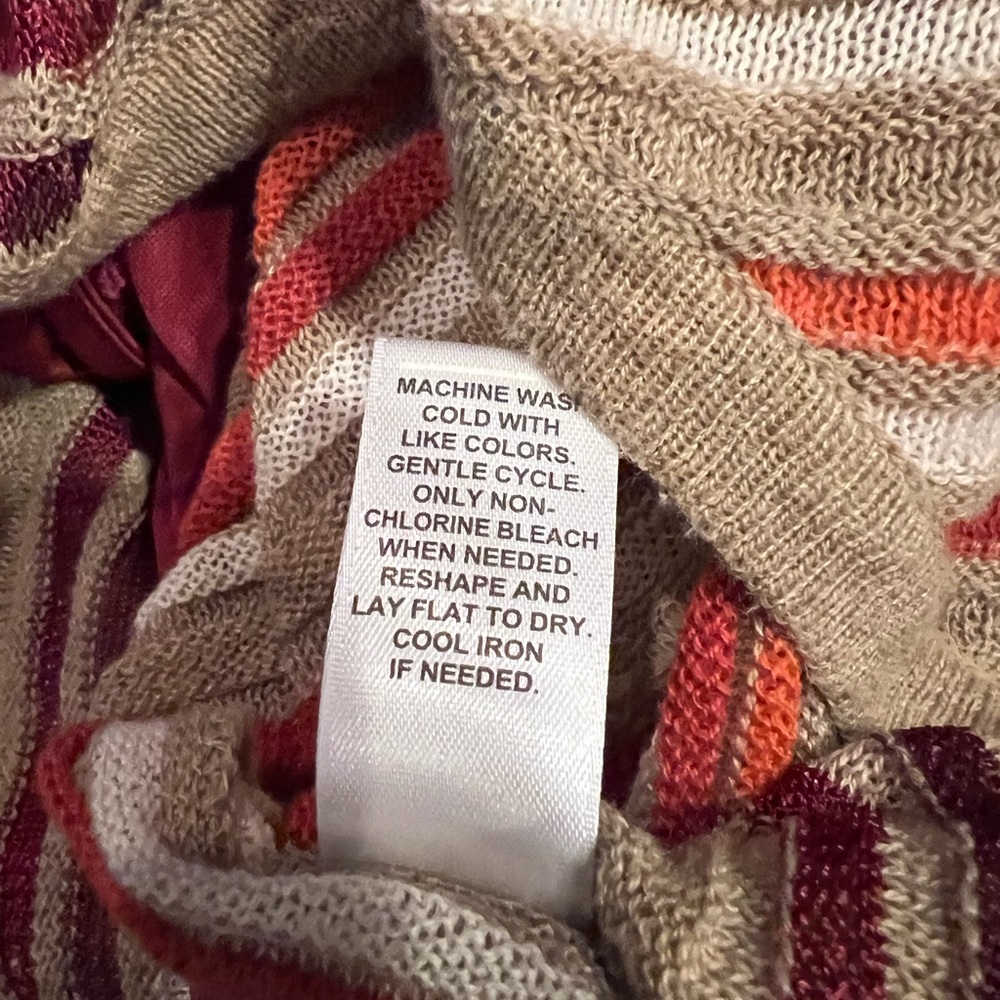 MACHINE WASH
COLD WITH
LIKE COLORS.
GENTLE CYCLE.
ONLY NON-
CHLORINE BLEACH
WHEN NEEDED.
RESHAPE AND
LAY FLAT TO DRY.
COOL IRON
IF NEEDED.